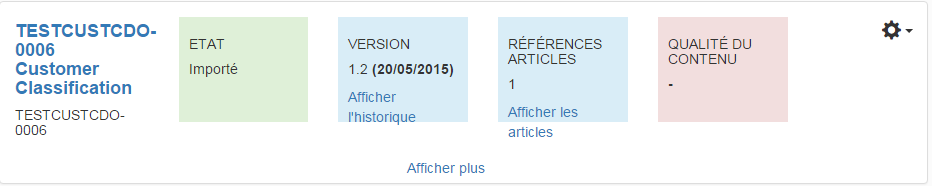 TESTCUSTCDO-
0006
Customer
Classification
TESTCUSTCDO-
0006
ETAT
Importé
VERSION
1.2 (20/05/2015)
Afficher
l'historique
RÉFÉRENCES
ARTICLES
1
Afficher les
articles
QUALITÉ DU
CONTENU
-
Afficher plus